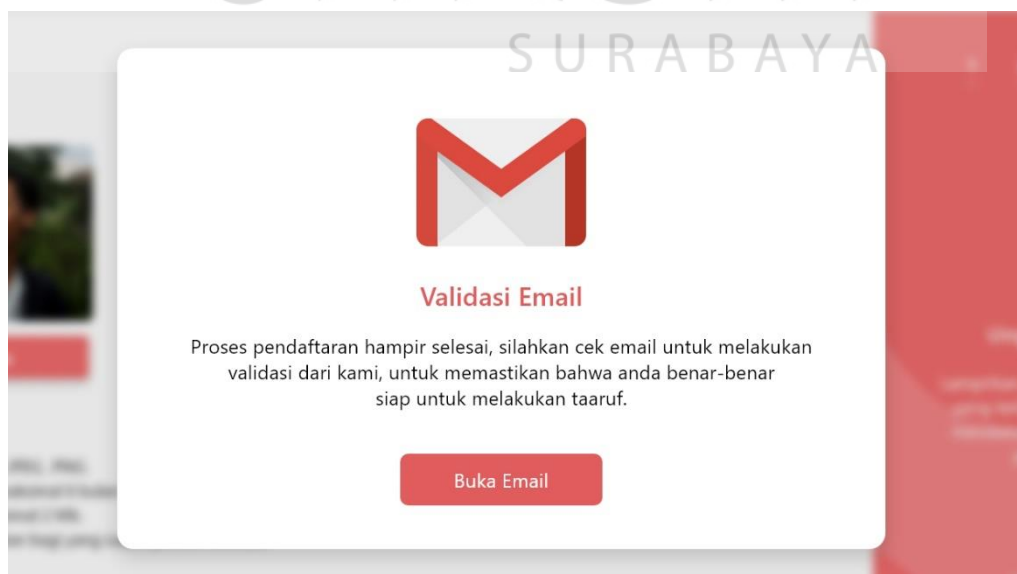 SURABAYA
Validasi Email
Proses pendaftaran hampir selesai, silahkan cek email untuk melakukan
validasi dari kami, untuk memastikan bahwa anda benar-benar
siap untuk melakukan taaruf.
Buka Email